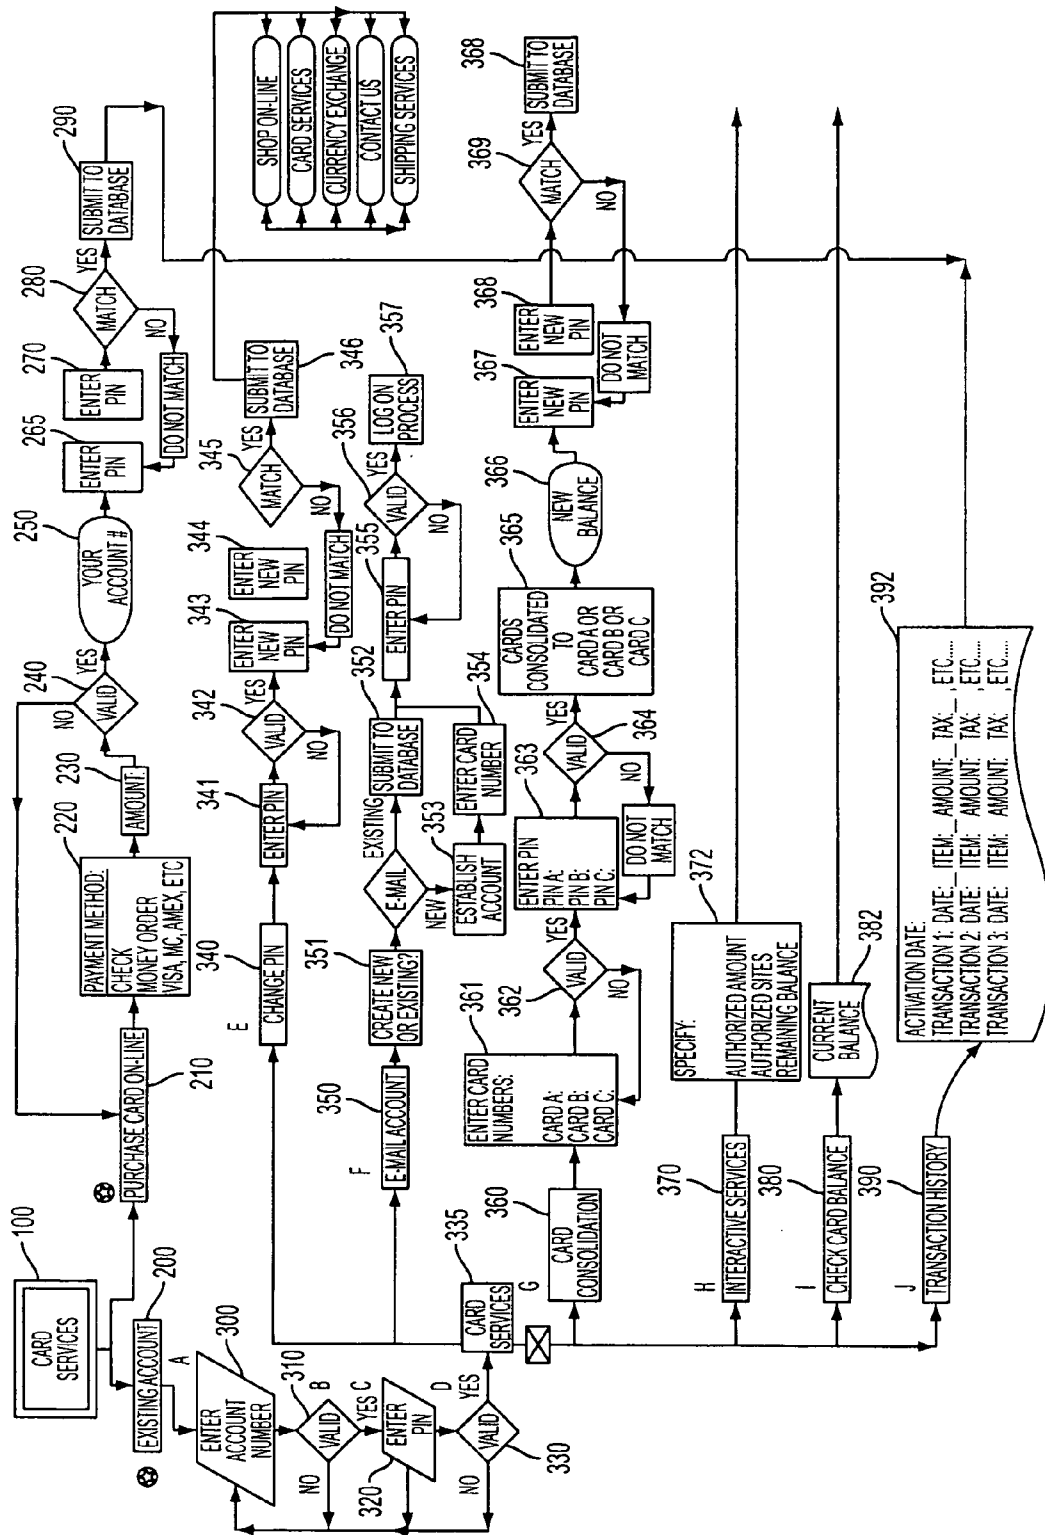 100
CARD
SERVICES
200
EXISTING ACCOUNT
A
300
ENTER
ACCOUNT
NUMBER
310
B
VALID
NO
YES
C
320
ENTER
PIN
D
VALID
NO
YES
330
335
CARD
SERVICES
PURCHASE CARD ON-LINE
210
220
PAYMENT METHOD:
CHECK
MONEY ORDER
VISA, MC, AMEX, ETC
230
AMOUNT:
240
VALID
NO
YES
250
YOUR
ACCOUNT #
265
ENTER
PIN
270
ENTER
PIN
280
MATCH
YES
NO
DO NOT MATCH
290
SUBMIT TO
DATABASE
E
340
CHANGE PIN
341
ENTER PIN
342
VALID
YES
NO
343
ENTER
NEW
PIN
344
ENTER NEW
PIN
345
MATCH
YES
NO
DO NOT MATCH
346
SUBMIT TO
DATABASE
SHOP ON-LINE
CARD SERVICES
CURRENCY EXCHANGE
CONTACT US
SHIPPING SERVICES
F
350
E-MAIL ACCOUNT
351
CREATE NEW
OR EXISTING?
E-MAIL
EXISTING
NEW
352
SUBMIT TO
DATABASE
353
ESTABLISH
ACCOUNT
354
ENTER CARD
NUMBER
355
ENTER PIN
356
VALID
YES
NO
357
LOG ON
PROCESS
G
360
CARD
CONSOLIDATION
361
ENTER CARD
NUMBERS:
CARD A:
CARD B:
CARD C:
362
VALID
YES
NO
363
ENTER PIN
PIN A:
PIN B:
PIN C:
364
VALID
YES
NO
DO NOT
MATCH
365
CARDS
CONSOLIDATED
TO
CARD A OR
CARD B OR
CARD C
366
NEW
BALANCE
367
ENTER
NEW
PIN
368
ENTER
NEW
PIN
369
MATCH
YES
NO
DO NOT
MATCH
368
SUBMIT TO
DATABASE
H
370
INTERACTIVE SERVICES
372
SPECIFY:
AUTHORIZED AMOUNT
AUTHORIZED SITES
REMAINING BALANCE
I
380
CHECK CARD BALANCE
382
CURRENT
BALANCE
J
390
TRANSACTION HISTORY
392
ACTIVATION DATE:
TRANSACTION 1: DATE:_ ITEM:_ AMOUNT:_ TAX:_, ETC.....
TRANSACTION 2: DATE: ITEM: AMOUNT: TAX: , ETC.....
TRANSACTION 3: DATE: ITEM: AMOUNT: TAX: , ETC.....